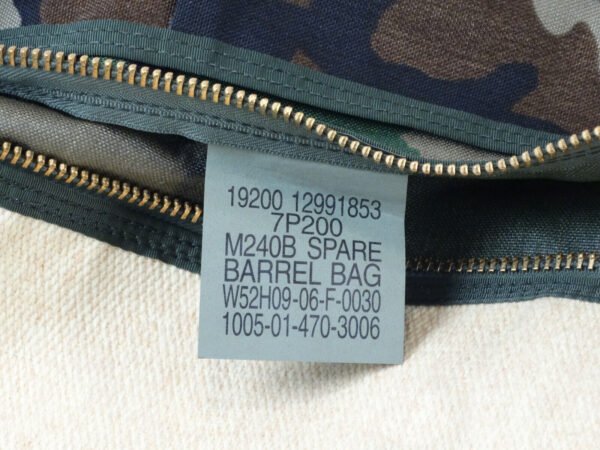 19200 12991853
7P200
M240B SPARE
BARREL BAG
W52H09-06-F-0030
1005-01-470-3006